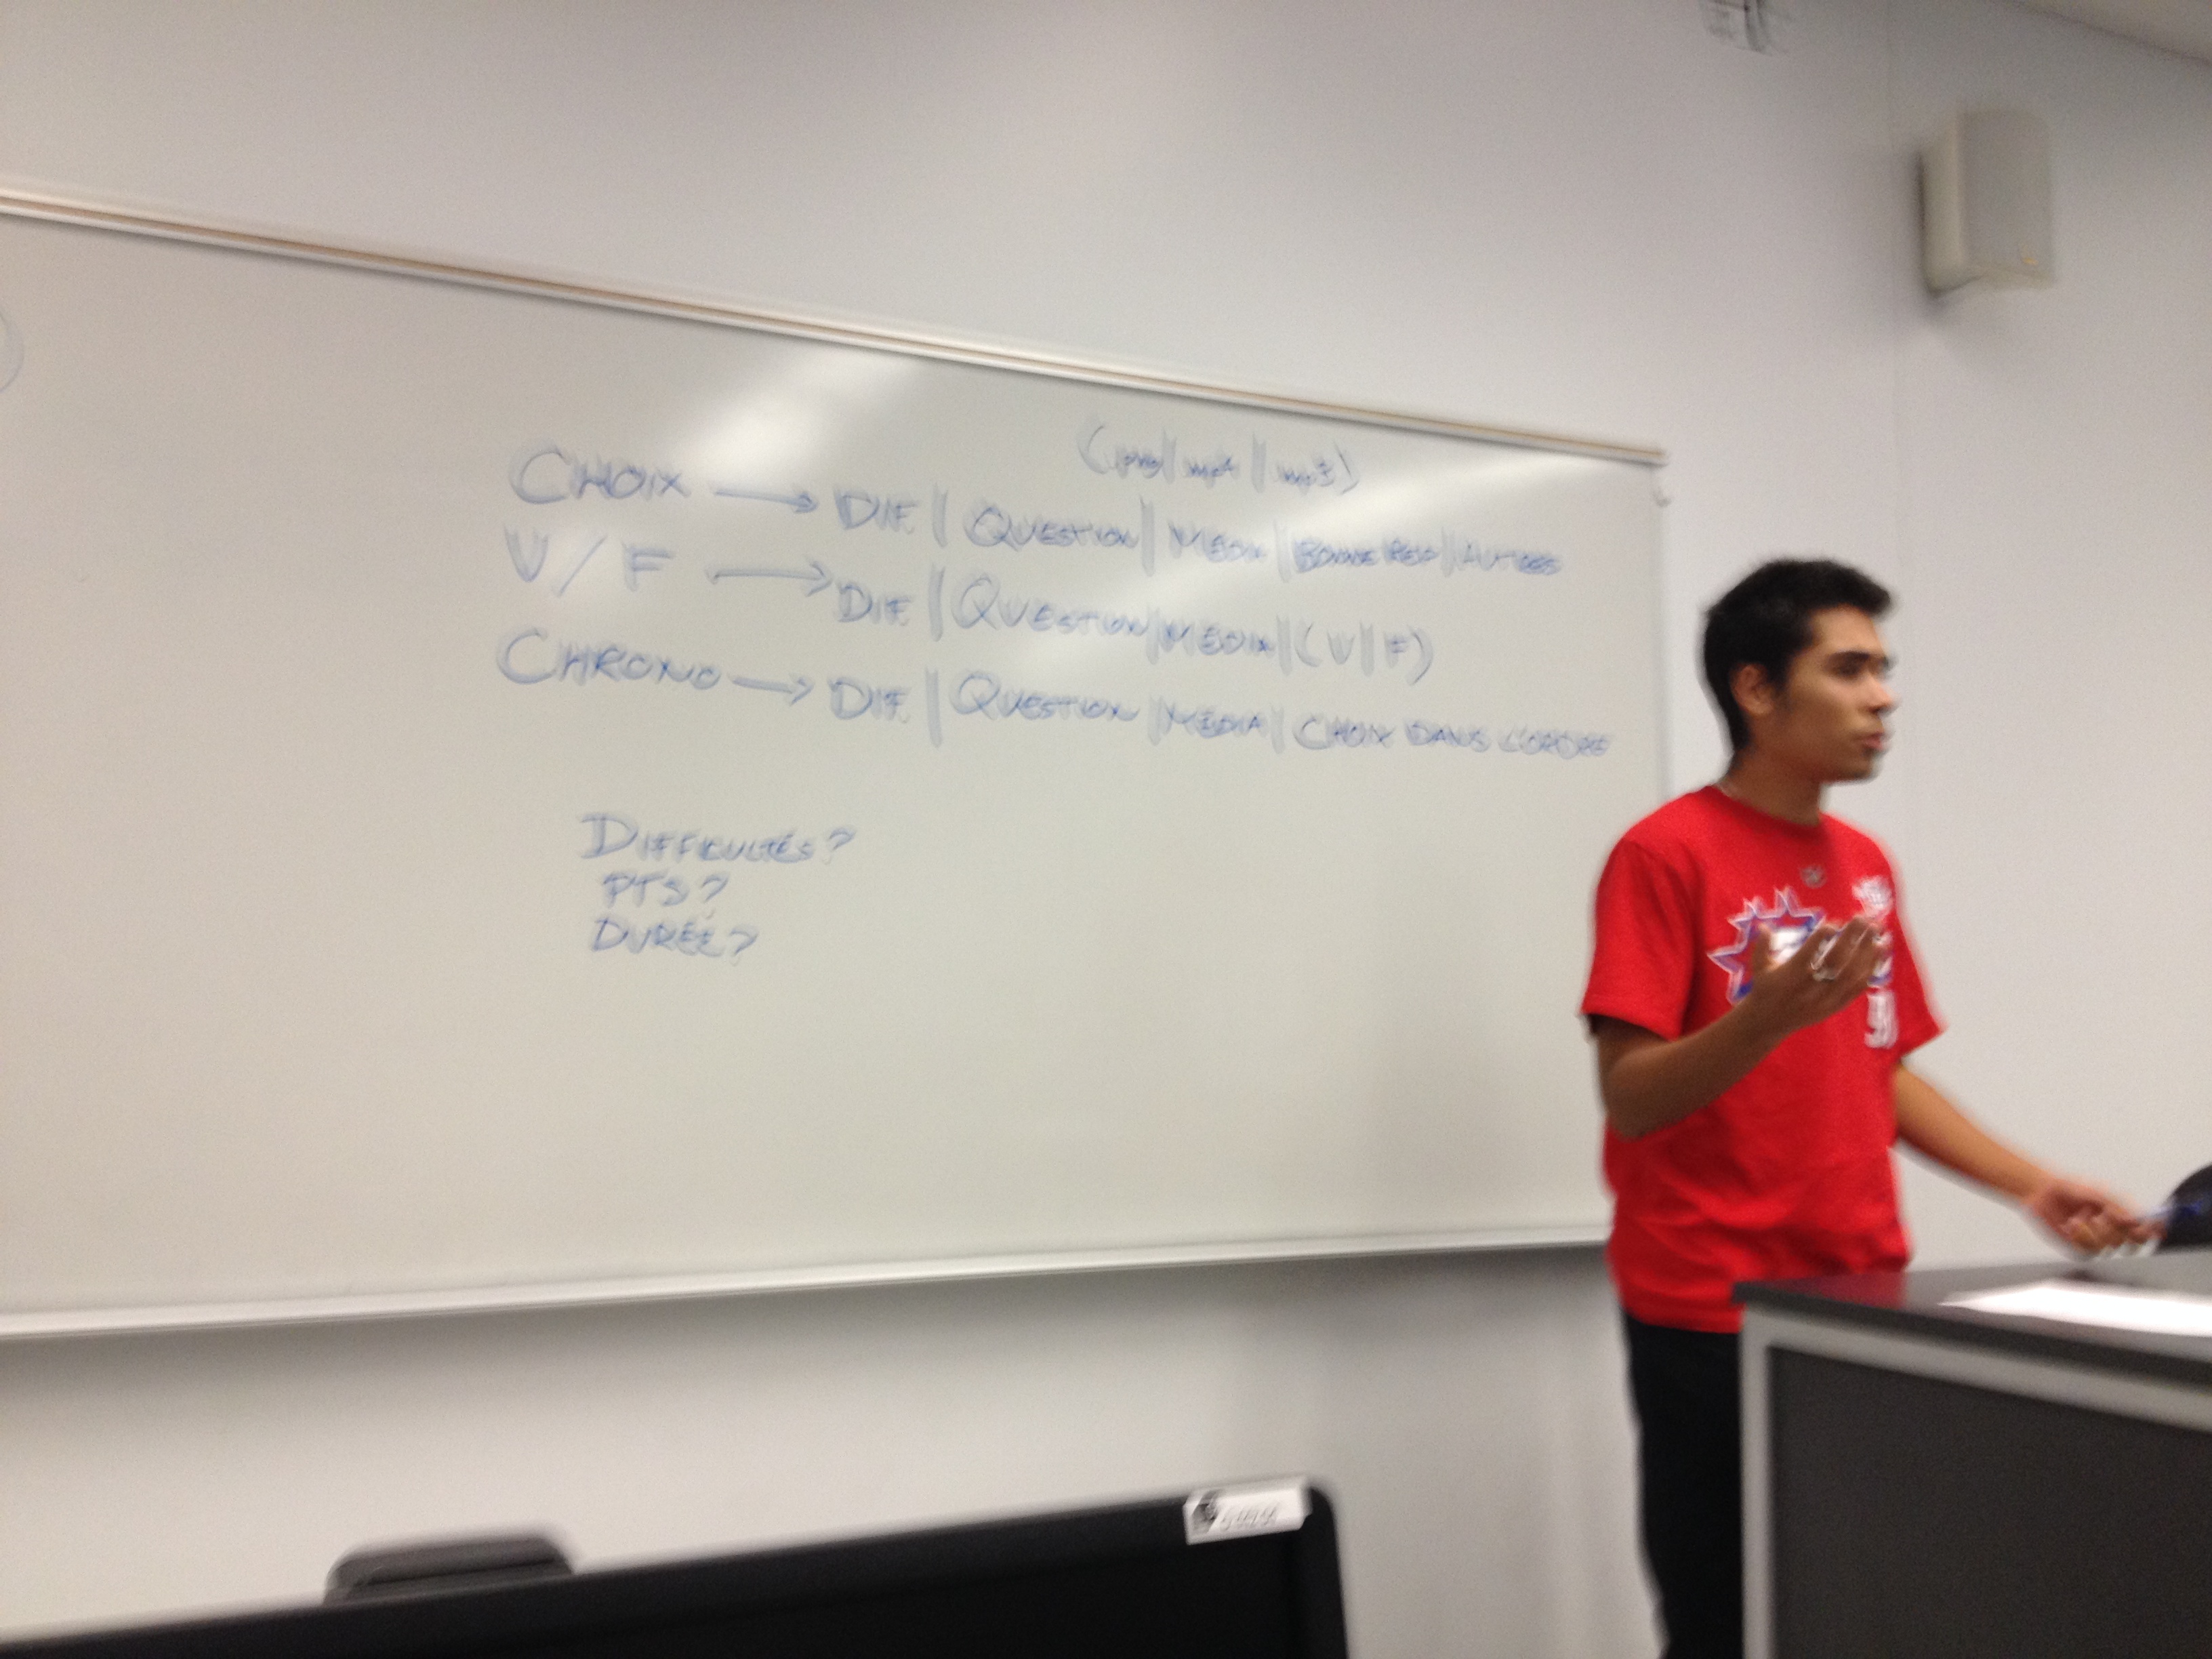 (png | mp4 | mp3)
CHOIX → DIF. | QUESTION | MEDIA | BONNE REP | AUTRES
V / F → DIF. | QUESTION | MEDIA | (V | F)
CHRONO → DIF. | QUESTION | MÉDIA | CHOIX DANS L'ORDRE
DIFFICULTÉS ?
PTS ?
DURÉE ?